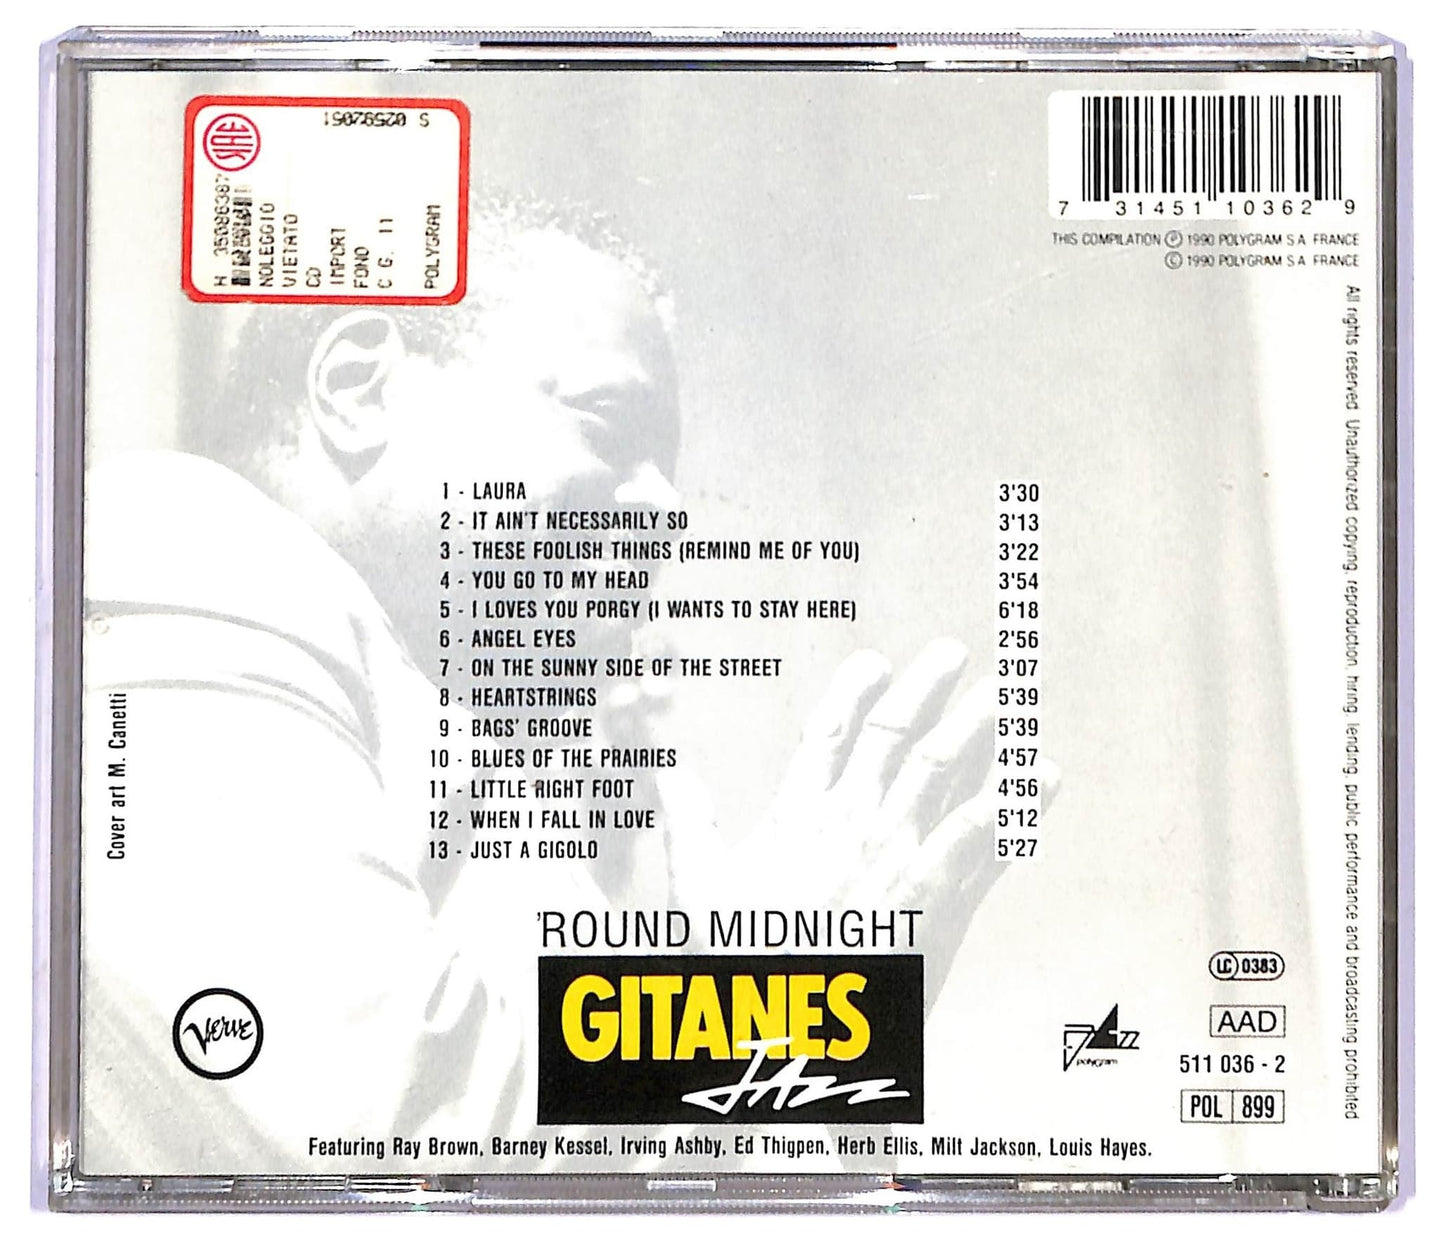 S 02592051
H 35086387
NOLEGGIO
VIETATO
CD
IMPORT
FONO
C G. 11
POLYGRAM
7 31451 10362 9
THIS COMPILATION Ⓟ 1990 POLYGRAM S.A. FRANCE
© 1990 POLYGRAM S.A. FRANCE
All rights reserved. Unauthorized copying, reproduction, hiring, lending, public performance and broadcasting prohibited
1 - LAURA 3'30
2 - IT AIN'T NECESSARILY SO 3'13
3 - THESE FOOLISH THINGS (REMIND ME OF YOU) 3'22
4 - YOU GO TO MY HEAD 3'54
5 - I LOVES YOU PORGY (I WANTS TO STAY HERE) 6'18
6 - ANGEL EYES 2'56
7 - ON THE SUNNY SIDE OF THE STREET 3'07
8 - HEARTSTRINGS 5'39
9 - BAGS' GROOVE 5'39
10 - BLUES OF THE PRAIRIES 4'57
11 - LITTLE RIGHT FOOT 4'56
12 - WHEN I FALL IN LOVE 5'12
13 - JUST A GIGOLO 5'27
Cover art M. Canetti
'ROUND MIDNIGHT
GITANES
Jazz
Verve
JAzz
polygram
LC 0383
AAD
511 036 - 2
POL 899
Featuring Ray Brown, Barney Kessel, Irving Ashby, Ed Thigpen, Herb Ellis, Milt Jackson, Louis Hayes.